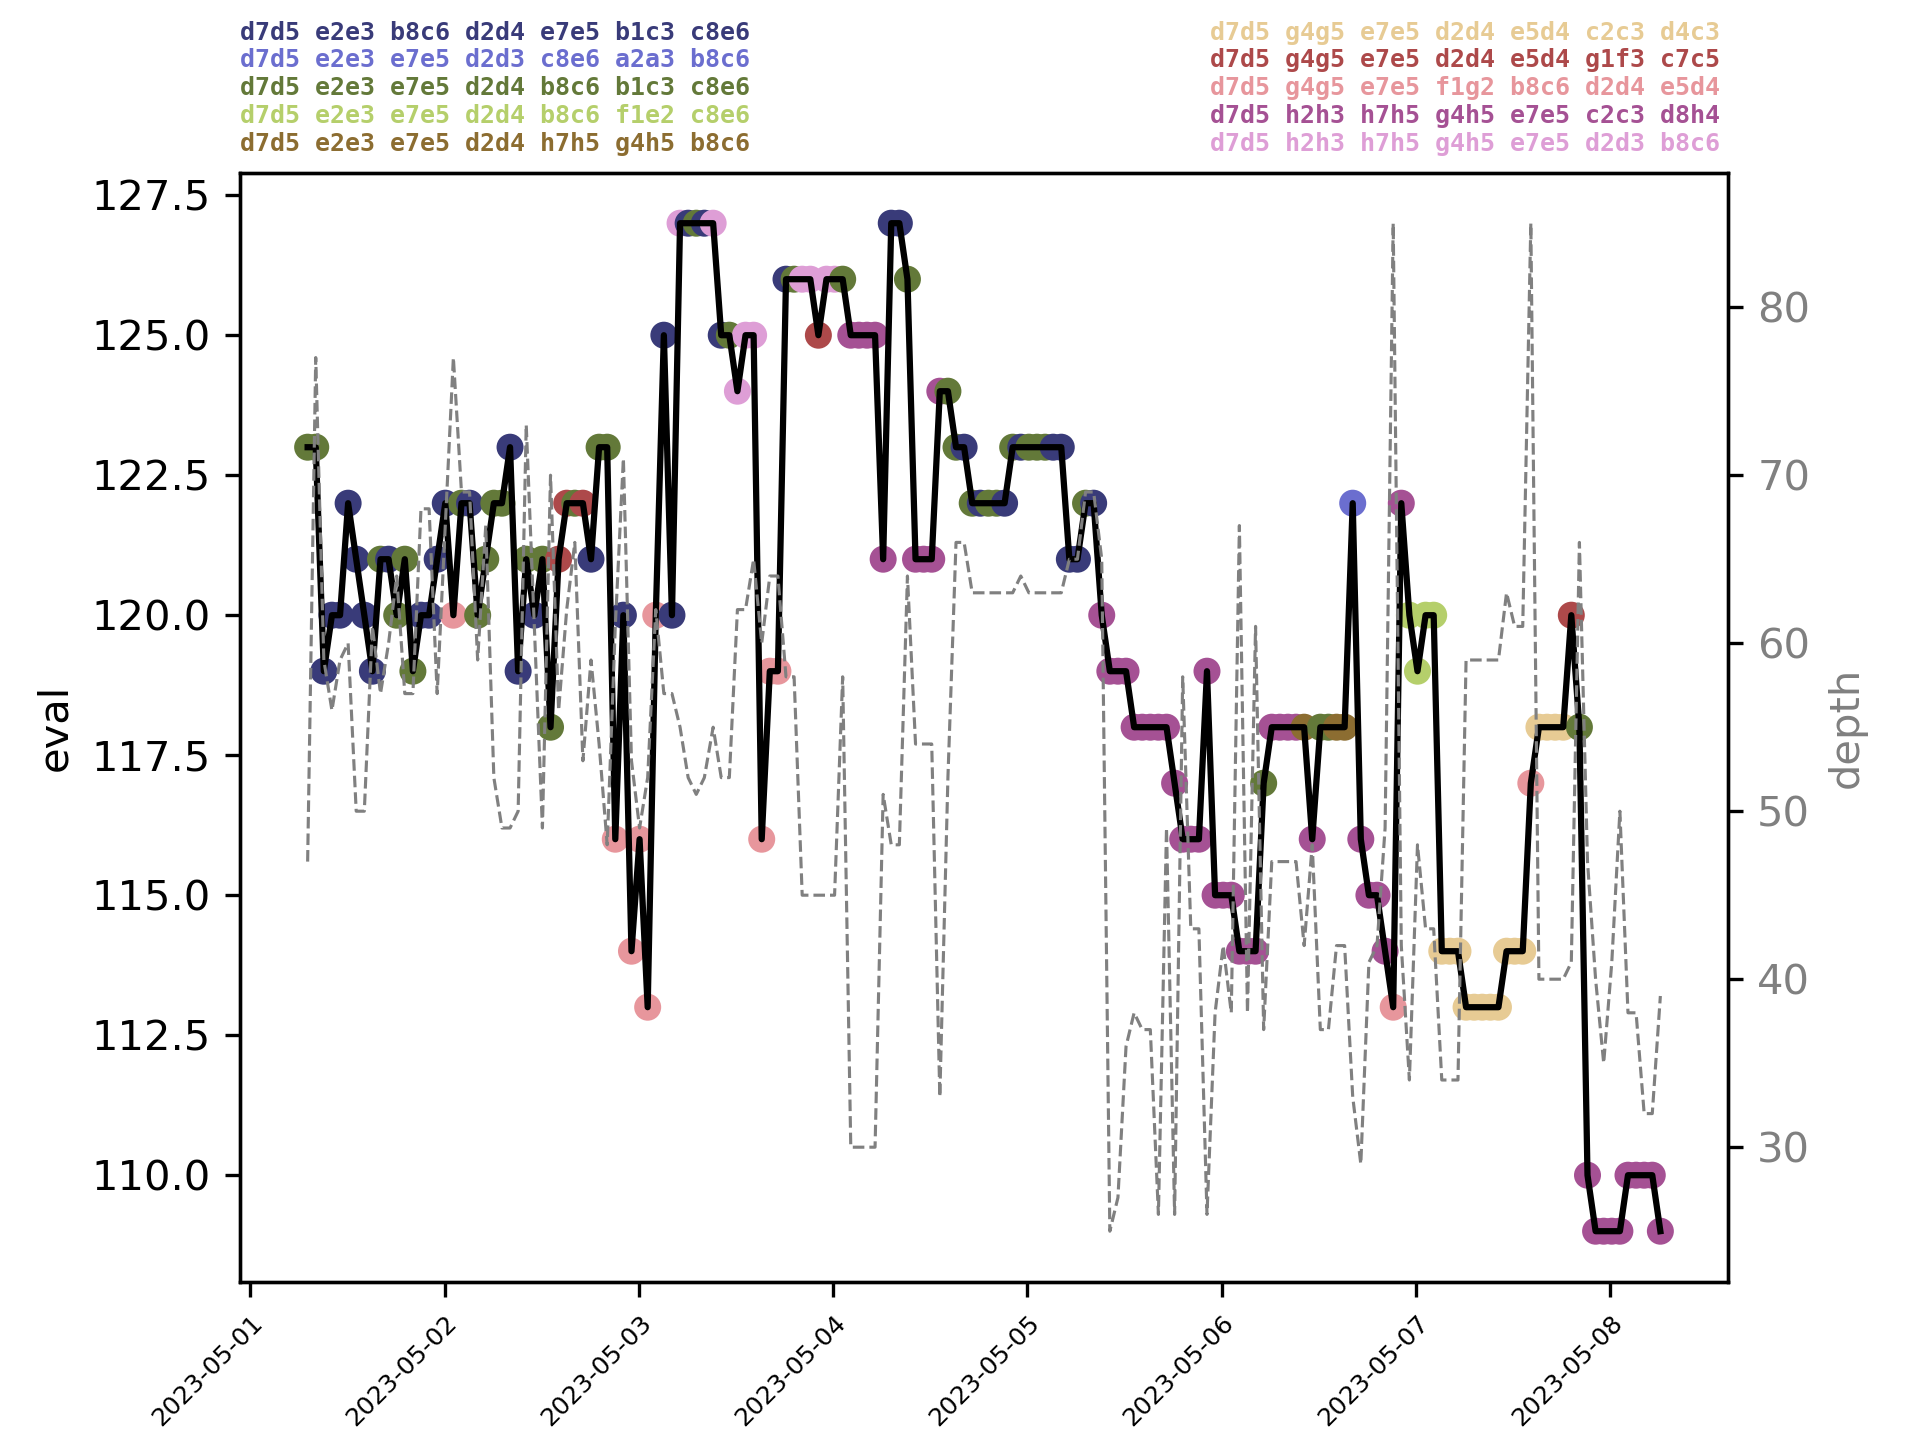 d7d5 e2e3 b8c6 d2d4 e7e5 b1c3 c8e6
d7d5 e2e3 e7e5 d2d3 c8e6 a2a3 b8c6
d7d5 e2e3 e7e5 d2d4 b8c6 b1c3 c8e6
d7d5 e2e3 e7e5 d2d4 b8c6 f1e2 c8e6
d7d5 e2e3 e7e5 d2d4 h7h5 g4h5 b8c6
d7d5 g4g5 e7e5 d2d4 e5d4 c2c3 d4c3
d7d5 g4g5 e7e5 d2d4 e5d4 g1f3 c7c5
d7d5 g4g5 e7e5 f1g2 b8c6 d2d4 e5d4
d7d5 h2h3 h7h5 g4h5 e7e5 c2c3 d8h4
d7d5 h2h3 h7h5 g4h5 e7e5 d2d3 b8c6
eval
127.5
125.0
122.5
120.0
117.5
115.0
112.5
110.0
80
70
60
50
40
30
depth
2023-05-01
2023-05-02
2023-05-03
2023-05-04
2023-05-05
2023-05-06
2023-05-07
2023-05-08